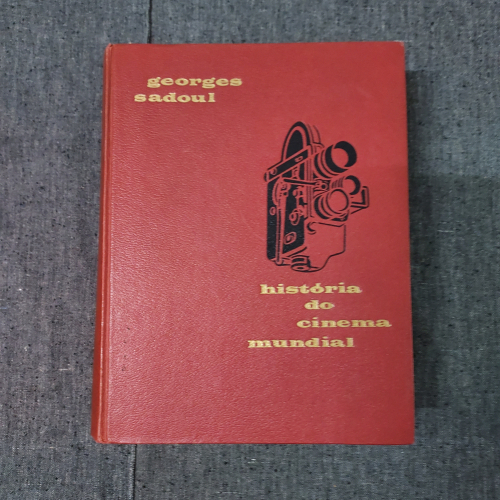 georges
sadoul
história
do
cinema
mundial